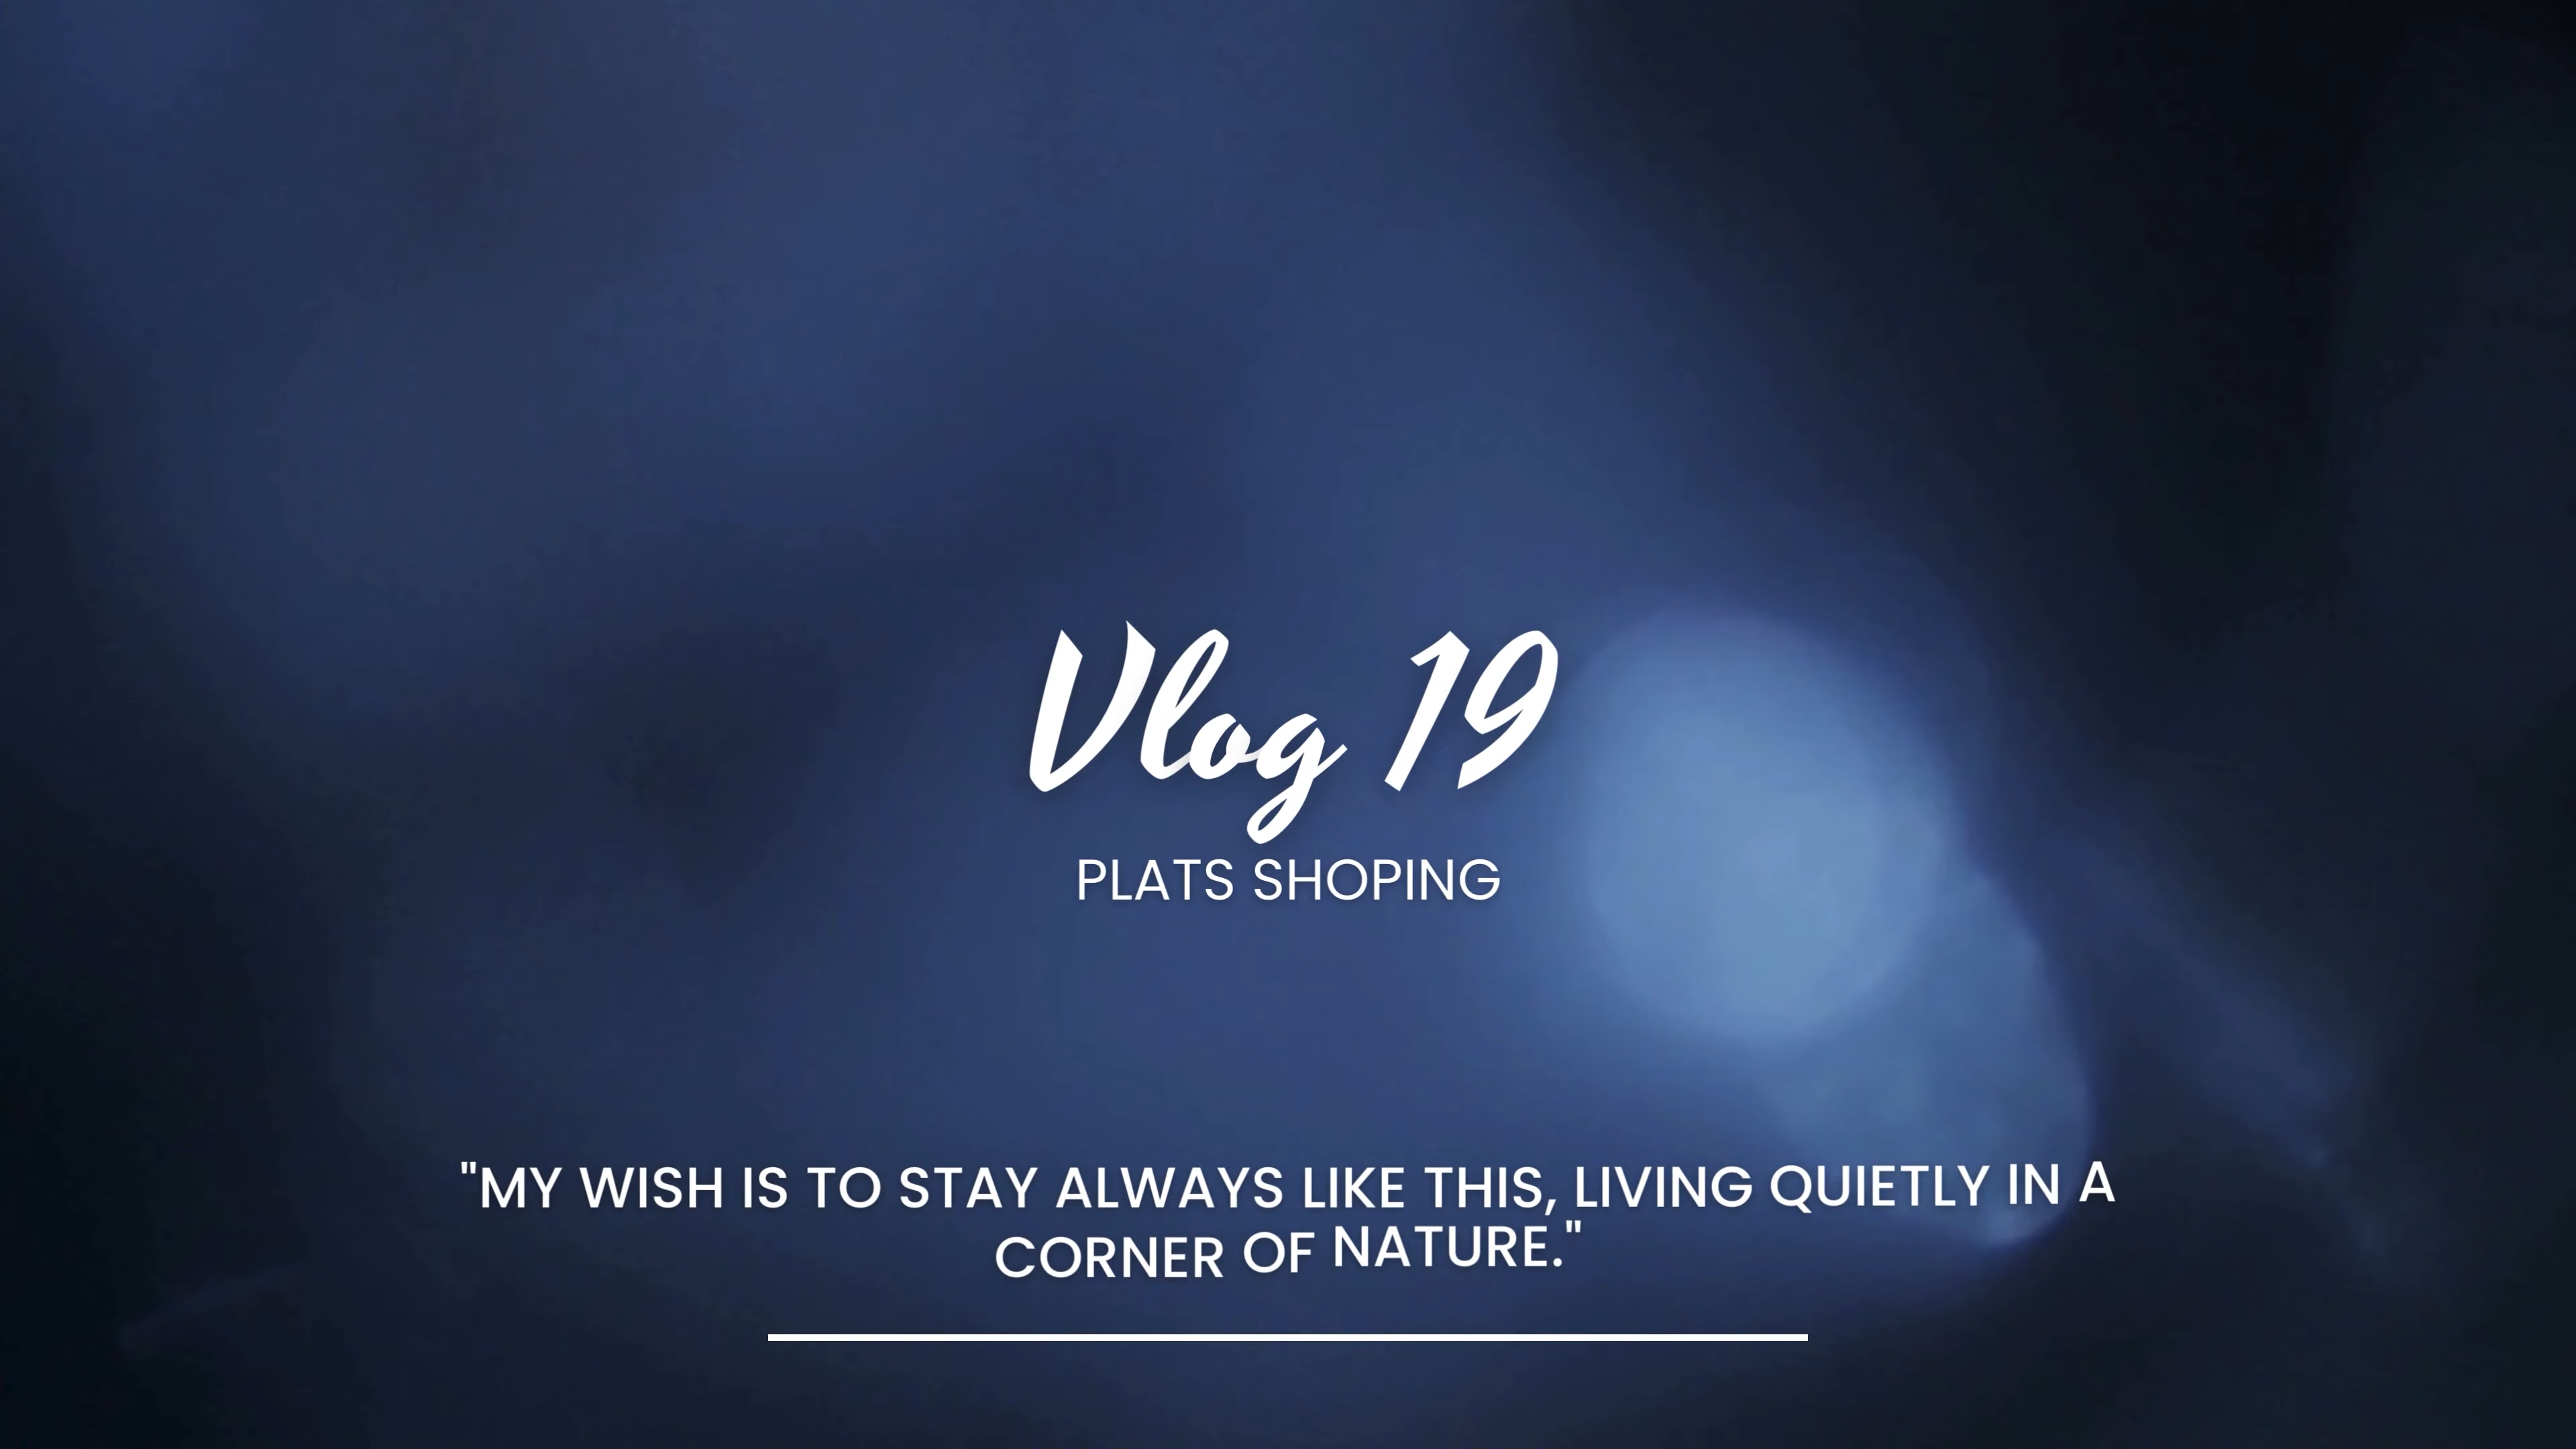 Vlog 19
PLATS SHOPING
"MY WISH IS TO STAY ALWAYS LIKE THIS, LIVING QUIETLY IN A
CORNER OF NATURE."